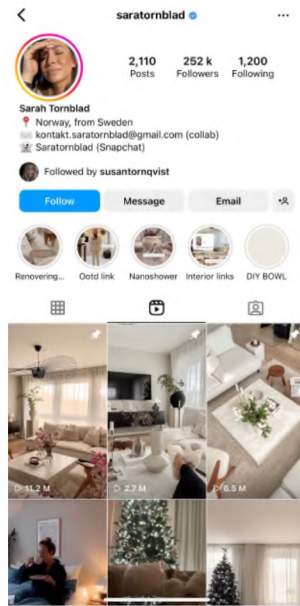 saratornblad
2,110 252 k 1,200
Posts Followers Following
Sarah Tornblad
Norway, from Sweden
kontakt.saratornblad@gmail.com (collab)
Saratornblad (Snapchat)
Followed by susantornqvist
Follow Message Email
Renovering... Ootd link Nanoshower Interior links DIY BOWL
11.2 M 2.7 M 6.5 M